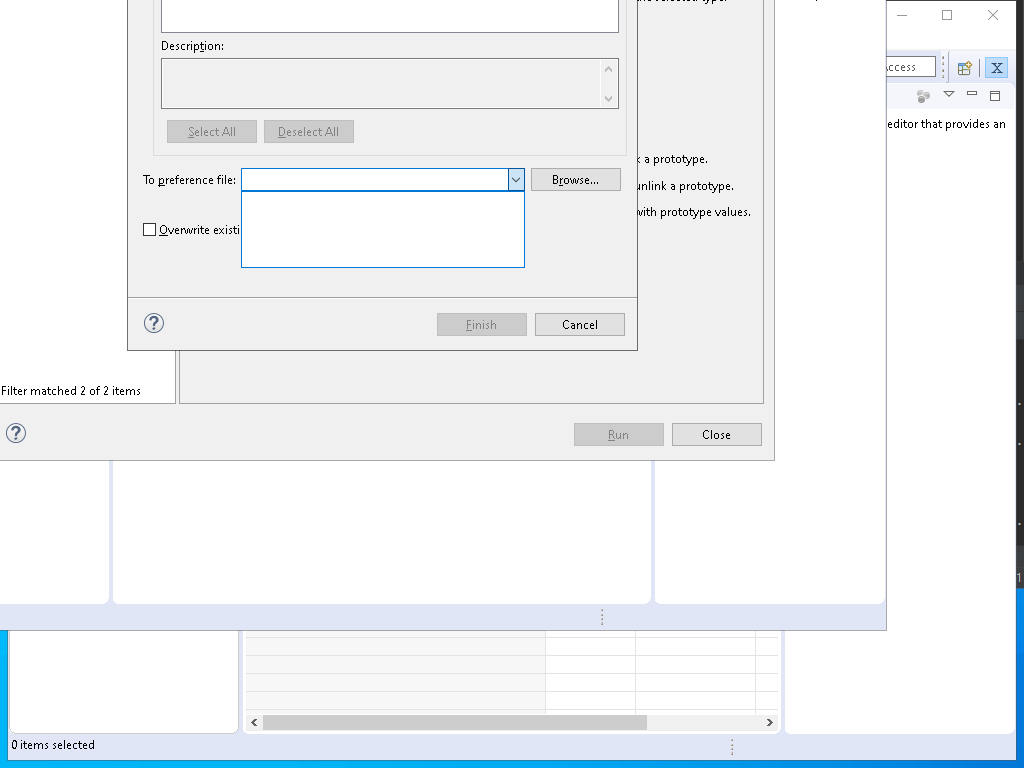 Description:
Access
X
editor that provides an
Select All
Deselect All
a prototype.
To preference file:
Browse...
unlink a prototype.
with prototype values.
Overwrite existi
?
Finish
Cancel
Filter matched 2 of 2 items
?
Run
Close
0 items selected